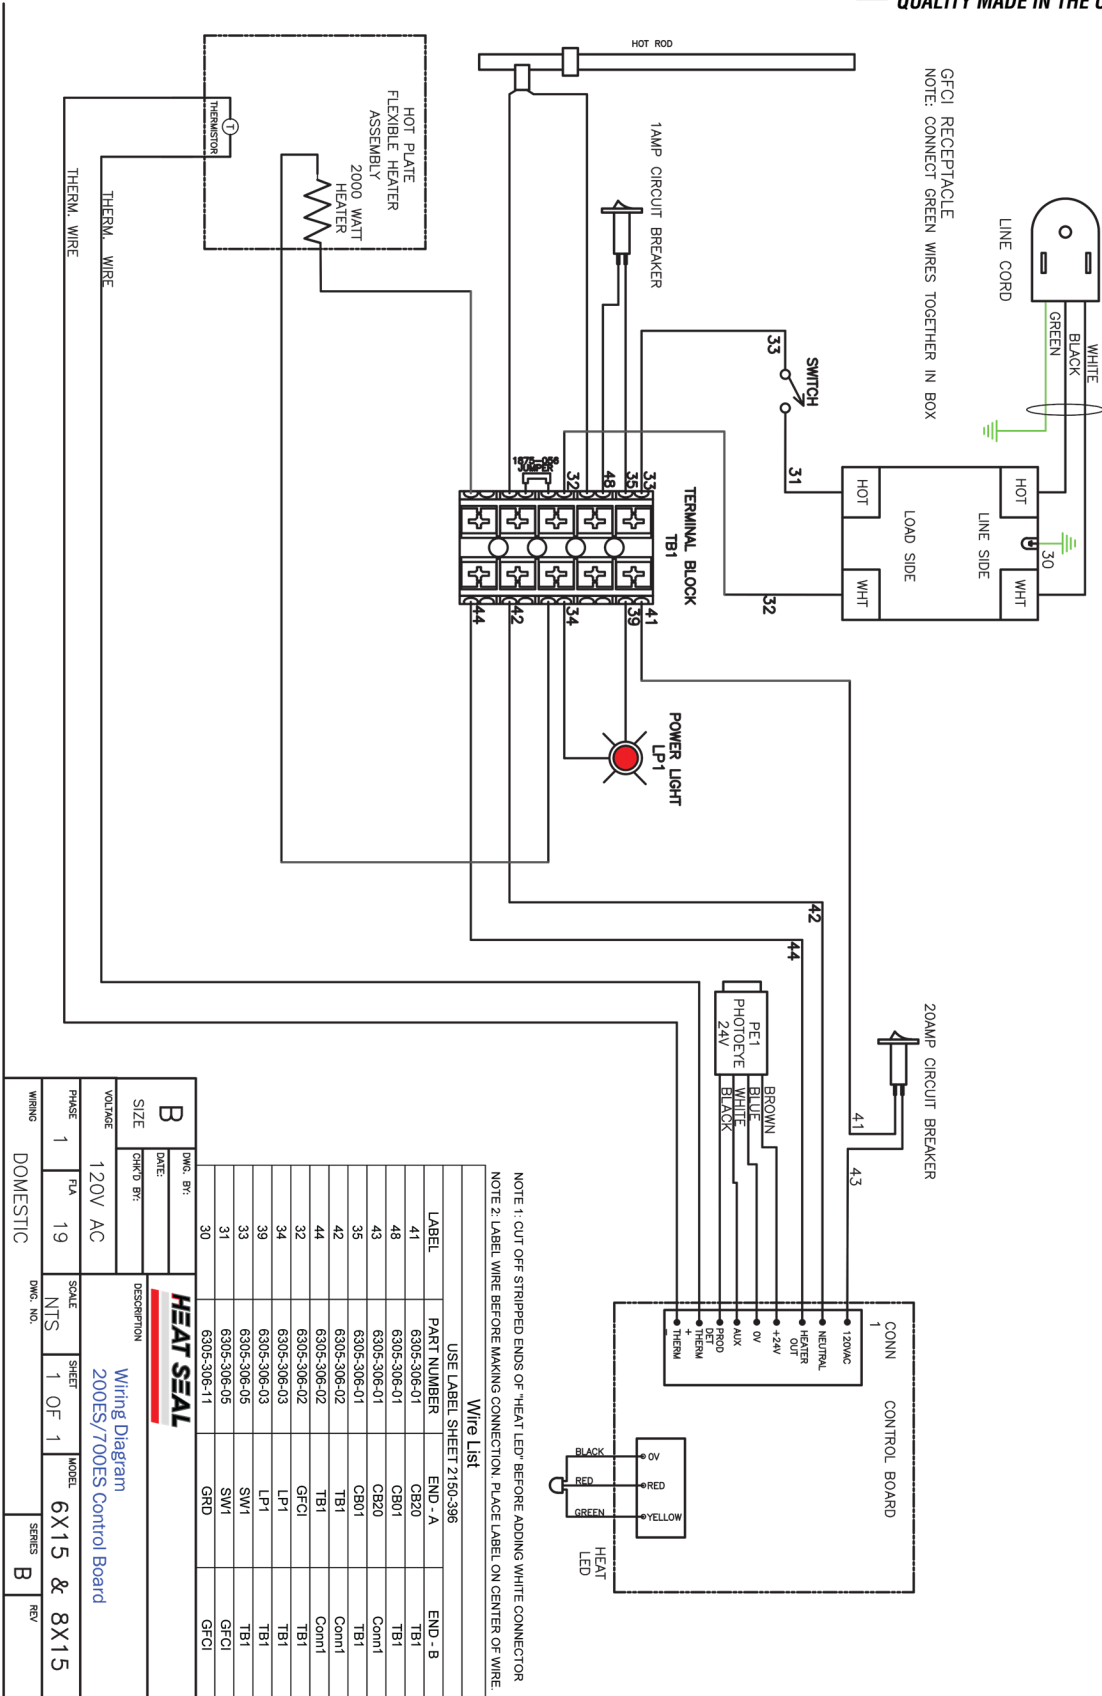 QUALITY MADE IN THE
HOT ROD
GFCI RECEPTACLE
NOTE: CONNECT GREEN WIRES TOGETHER IN BOX
LINE CORD
WHITE
BLACK
GREEN
HOT
LINE SIDE
30
WHT
HOT
LOAD SIDE
WHT
HOT PLATE
FLEXIBLE HEATER
ASSEMBLY
2000 WATT
HEATER
T
THERMISTOR
THERM. WIRE
THERM. WIRE
1AMP CIRCUIT BREAKER
33
SWITCH
31
32
TERMINAL BLOCK
TB1
33
35
48
32
1675-056
JUMPER
41
39
34
42
44
POWER LIGHT
LP1
42
44
20AMP CIRCUIT BREAKER
41
43
PE1
PHOTOEYE
24V
BROWN
BLUE
WHITE
BLACK
CONN
1
CONTROL BOARD
120VAC
NEUTRAL
HEATER
OUT
+24V
0V
AUX
PROD
DET
THERM
+
THERM
-
0V
RED
YELLOW
BLACK
RED
GREEN
HEAT
LED
NOTE 1: CUT OFF STRIPPED ENDS OF "HEAT LED" BEFORE ADDING WHITE CONNECTOR
NOTE 2: LABEL WIRE BEFORE MAKING CONNECTION. PLACE LABEL ON CENTER OF WIRE.
Wire List
USE LABEL SHEET 2150-396
LABEL PART NUMBER END - A END - B
41 6305-306-01 CB20 TB1
48 6305-306-01 CB01 TB1
43 6305-306-01 CB20 Conn1
35 6305-306-01 CB01 TB1
42 6305-306-02 TB1 Conn1
44 6305-306-02 TB1 Conn1
32 6305-306-02 GFCI TB1
34 6305-306-03 LP1 TB1
39 6305-306-03 LP1 TB1
33 6305-306-05 SW1 TB1
31 6305-306-05 SW1 GFCI
30 6305-306-11 GRD GFCI
B
SIZE
DWG. BY:
DATE:
CHK'D BY:
HEAT SEAL
VOLTAGE
120V AC
DESCRIPTION
Wiring Diagram
200ES/700ES Control Board
PHASE 1
FLA 19
SCALE NTS
SHEET 1 OF 1
MODEL 6X15 & 8X15
WIRING
DOMESTIC
DWG. NO.
SERIES B
REV